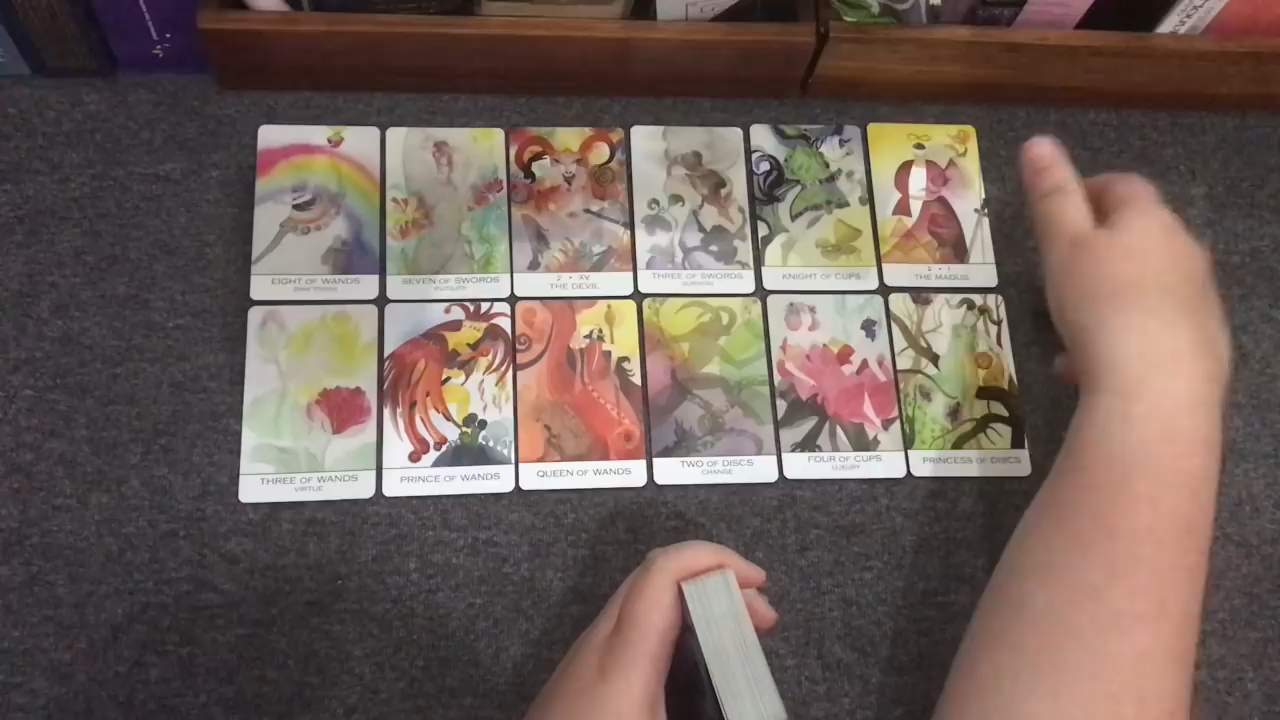 EIGHT OF WANDS
SEVEN OF SWORDS
FUTILITY
2 • XV
THE DEVIL
THREE OF SWORDS
SORROW
KNIGHT OF CUPS
2 • I
THE MAGUS
THREE OF WANDS
VIRTUE
PRINCE OF WANDS
QUEEN OF WANDS
TWO OF DISCS
CHANGE
FOUR OF CUPS
LUXURY
PRINCESS OF DISCS